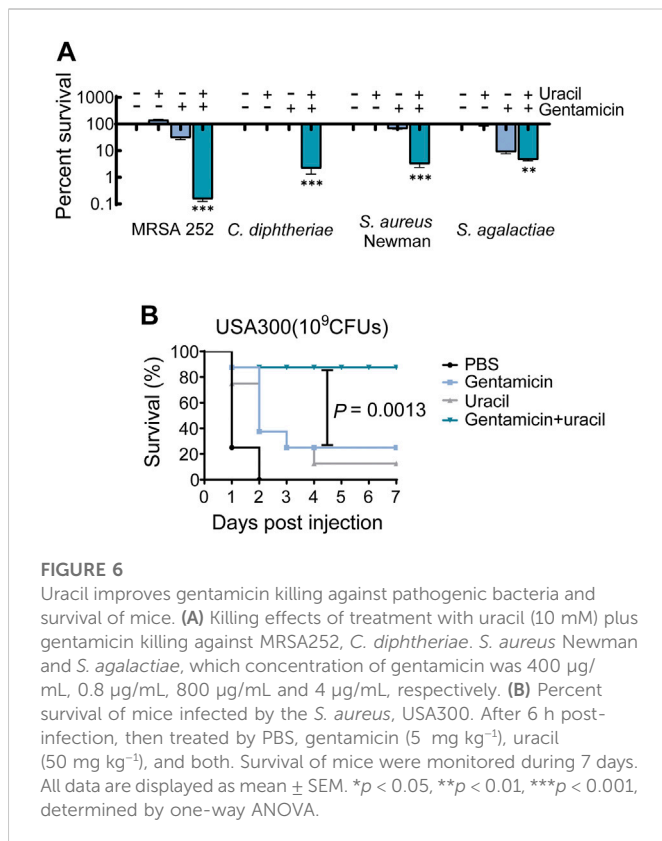 A
- + - + - + - + - + - + - + - + Uracil
- - + + - - + + - - + + - - + + Gentamicin
Percent survival
1000
100
10
1
0.1
***
***
***
**
MRSA 252
C. diphtheriae
S. aureus
Newman
S. agalactiae
B
USA300(10⁹CFUs)
Survival (%)
100
80
60
40
20
0
P = 0.0013
PBS
Gentamicin
Uracil
Gentamicin+uracil
0 1 2 3 4 5 6 7
Days post injection
FIGURE 6
Uracil improves gentamicin killing against pathogenic bacteria and
survival of mice. (A) Killing effects of treatment with uracil (10 mM) plus
gentamicin killing against MRSA252, C. diphtheriae. S. aureus Newman
and S. agalactiae, which concentration of gentamicin was 400 µg/
mL, 0.8 µg/mL, 800 µg/mL and 4 µg/mL, respectively. (B) Percent
survival of mice infected by the S. aureus, USA300. After 6 h post-
infection, then treated by PBS, gentamicin (5 mg kg⁻¹), uracil
(50 mg kg⁻¹), and both. Survival of mice were monitored during 7 days.
All data are displayed as mean ± SEM. *p < 0.05, **p < 0.01, ***p < 0.001,
determined by one-way ANOVA.